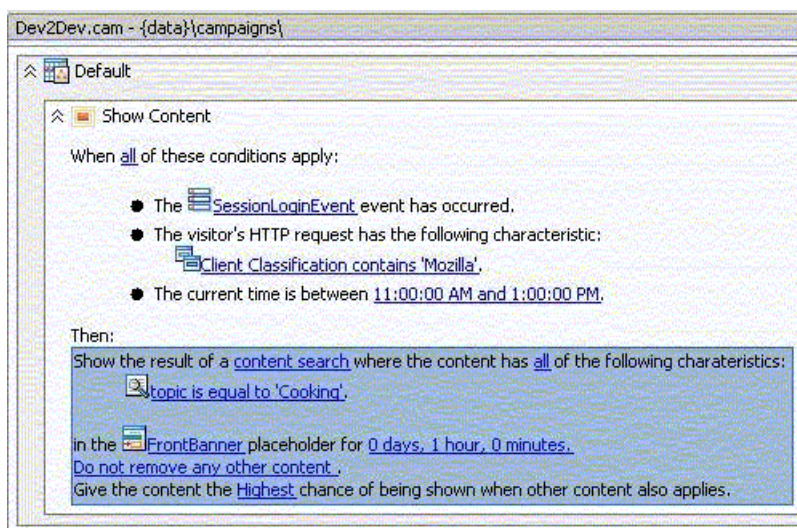 Dev2Dev.cam - {data}\campaigns\
Default
Show Content
When all of these conditions apply:
The SessionLoginEvent event has occurred.
The visitor's HTTP request has the following characteristic:
Client Classification contains 'Mozilla'.
The current time is between 11:00:00 AM and 1:00:00 PM.
Then:
Show the result of a content search where the content has all of the following charateristics:
topic is equal to 'Cooking'.
in the FrontBanner placeholder for 0 days, 1 hour, 0 minutes.
Do not remove any other content .
Give the content the Highest chance of being shown when other content also applies.